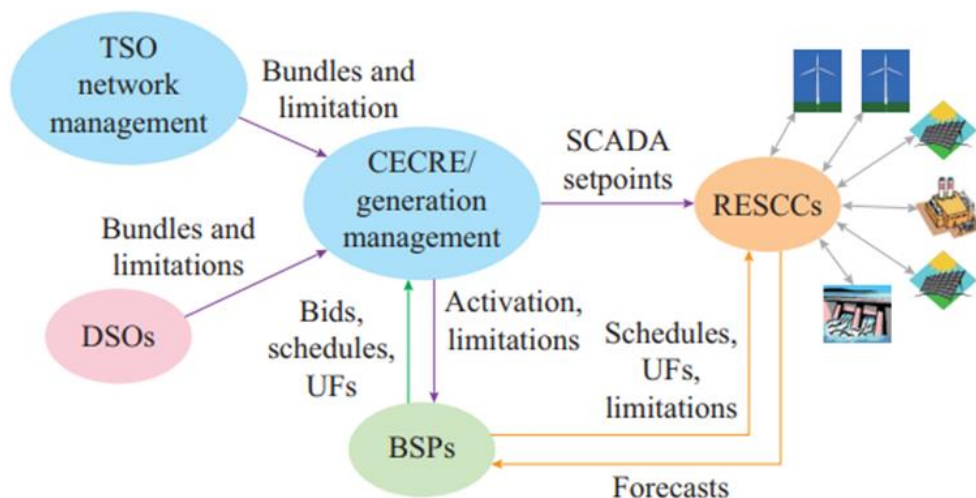 TSO
network
management
Bundles and
limitation
CECRE/
generation
management
SCADA
setpoints
RESCCs
Bundles and
limitations
DSOs
Bids,
schedules,
UFs
Activation,
limitations
Schedules,
UFs,
limitations
BSPs
Forecasts